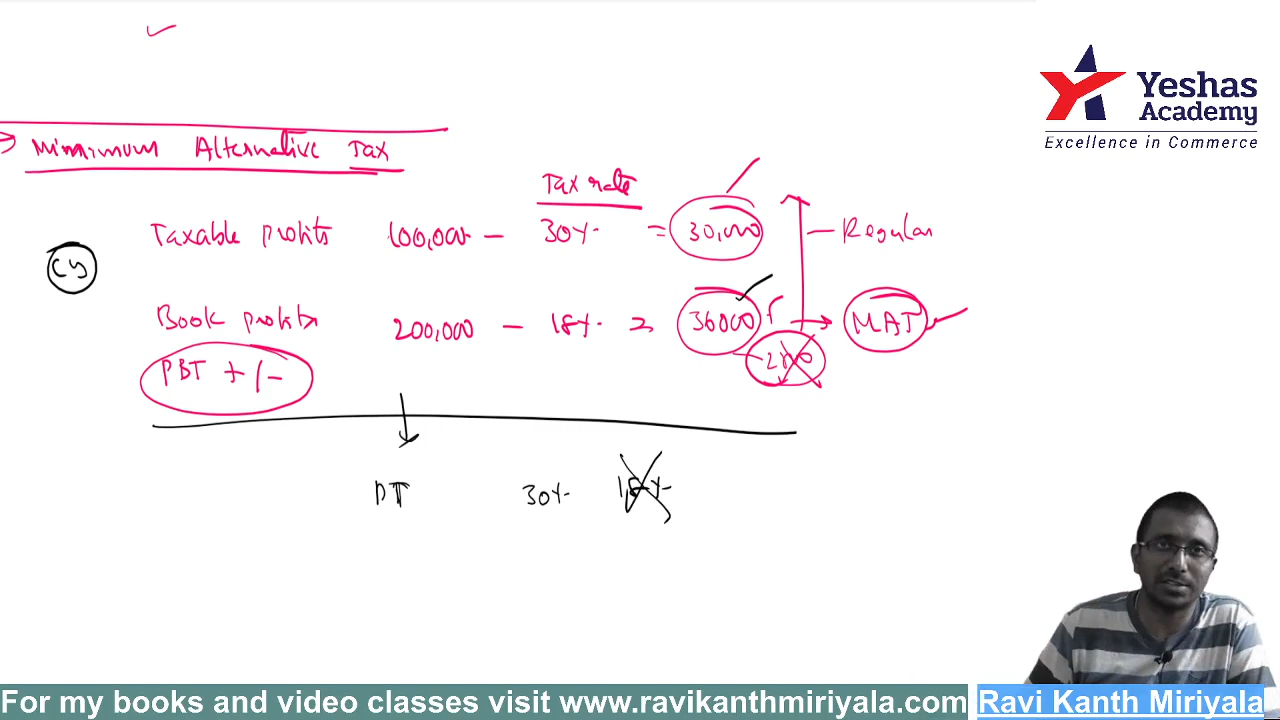 Yeshas
Academy
Excellence in Commerce
Minimum Alternative Tax
Tax rate
Taxable profits 100,000 - 30% = 30,000 - Regular
CY
Book profits 200,000 - 18% = 36000 → MAT
PBT +/-
DT 30% 18%
For my books and video classes visit www.ravikanthmiriyala.com Ravi Kanth Miriyala